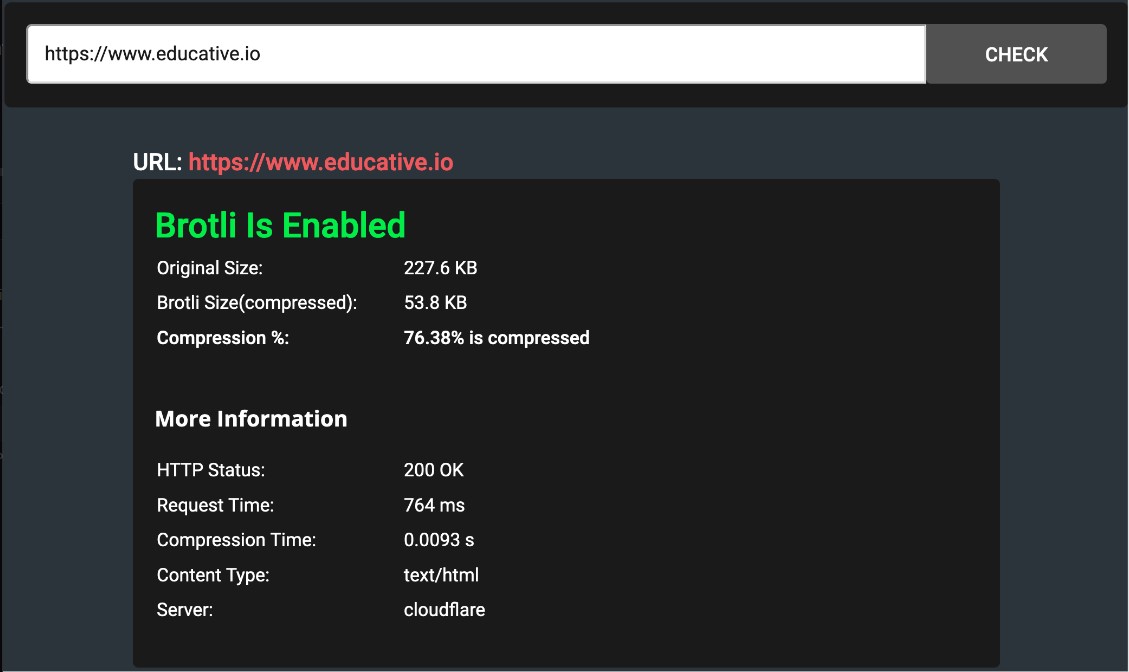 https://www.educative.io CHECK
URL: https://www.educative.io
Brotli Is Enabled
Original Size: 227.6 KB
Brotli Size(compressed): 53.8 KB
Compression %: 76.38% is compressed
More Information
HTTP Status: 200 OK
Request Time: 764 ms
Compression Time: 0.0093 s
Content Type: text/html
Server: cloudflare